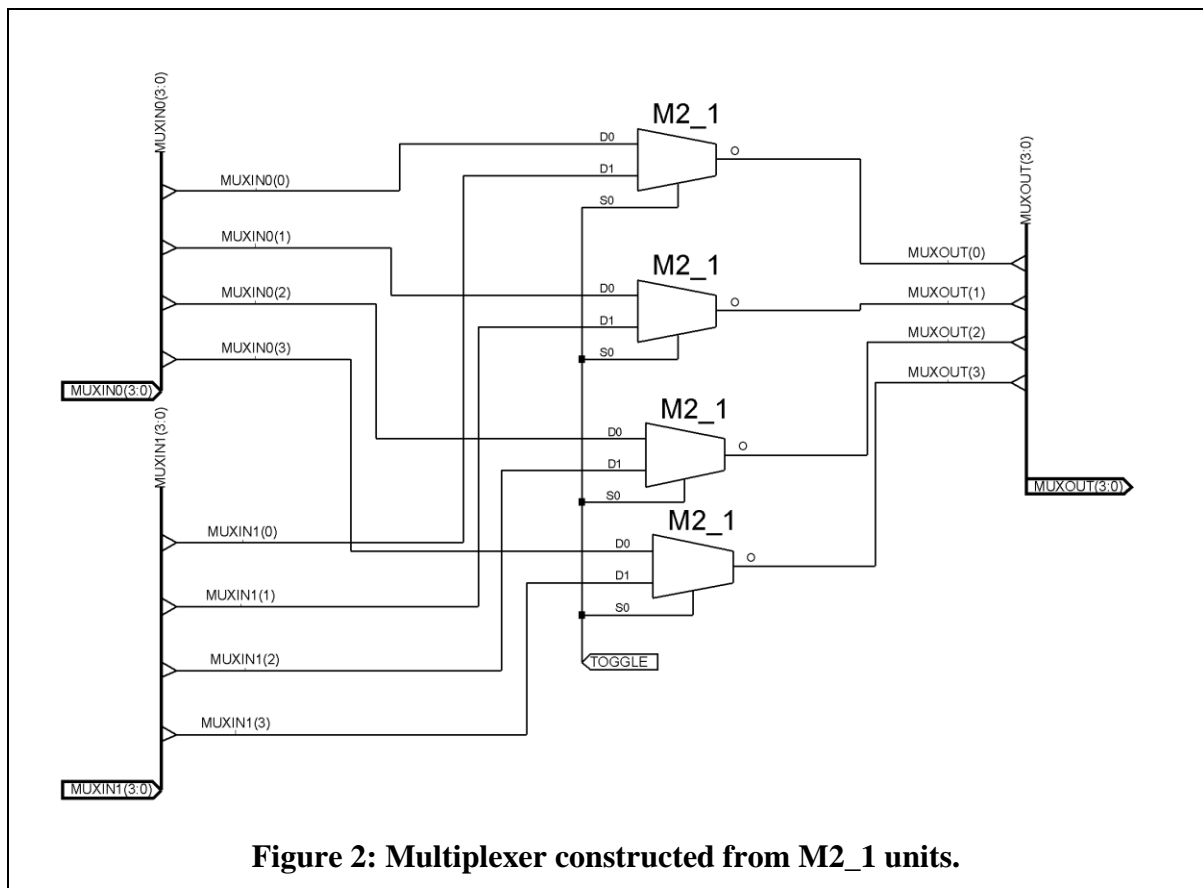 MUXIN0(3:0)
MUXIN0(0)
MUXIN0(1)
MUXIN0(2)
MUXIN0(3)
MUXIN0(3:0)
MUXIN1(3:0)
MUXIN1(0)
MUXIN1(1)
MUXIN1(2)
MUXIN1(3)
MUXIN1(3:0)
M2_1
D0
D1
S0
O
M2_1
D0
D1
S0
O
M2_1
D0
D1
S0
O
M2_1
D0
D1
S0
O
TOGGLE
MUXOUT(3:0)
MUXOUT(0)
MUXOUT(1)
MUXOUT(2)
MUXOUT(3)
MUXOUT(3:0)
Figure 2: Multiplexer constructed from M2_1 units.